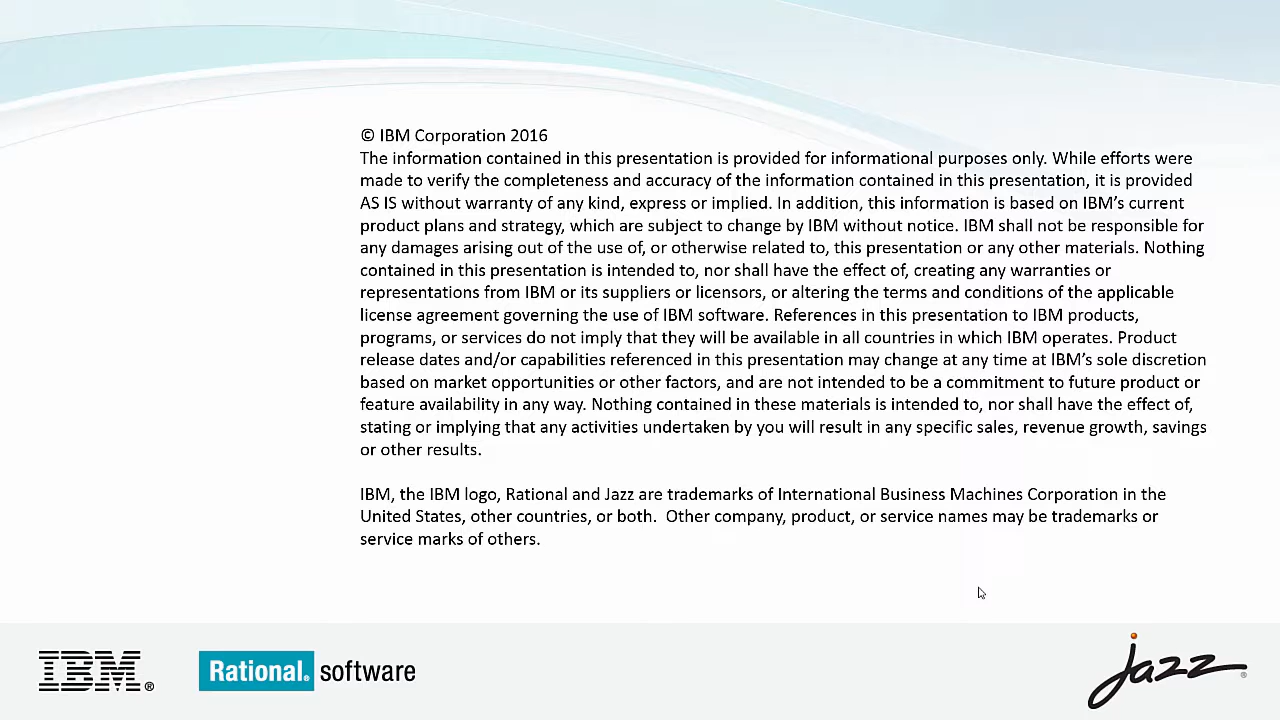 © IBM Corporation 2016
The information contained in this presentation is provided for informational purposes only. While efforts were
made to verify the completeness and accuracy of the information contained in this presentation, it is provided
AS IS without warranty of any kind, express or implied. In addition, this information is based on IBM’s current
product plans and strategy, which are subject to change by IBM without notice. IBM shall not be responsible for
any damages arising out of the use of, or otherwise related to, this presentation or any other materials. Nothing
contained in this presentation is intended to, nor shall have the effect of, creating any warranties or
representations from IBM or its suppliers or licensors, or altering the terms and conditions of the applicable
license agreement governing the use of IBM software. References in this presentation to IBM products,
programs, or services do not imply that they will be available in all countries in which IBM operates. Product
release dates and/or capabilities referenced in this presentation may change at any time at IBM’s sole discretion
based on market opportunities or other factors, and are not intended to be a commitment to future product or
feature availability in any way. Nothing contained in these materials is intended to, nor shall have the effect of,
stating or implying that any activities undertaken by you will result in any specific sales, revenue growth, savings
or other results.
IBM, the IBM logo, Rational and Jazz are trademarks of International Business Machines Corporation in the
United States, other countries, or both.  Other company, product, or service names may be trademarks or
service marks of others.
IBM® Rational® software jazz®